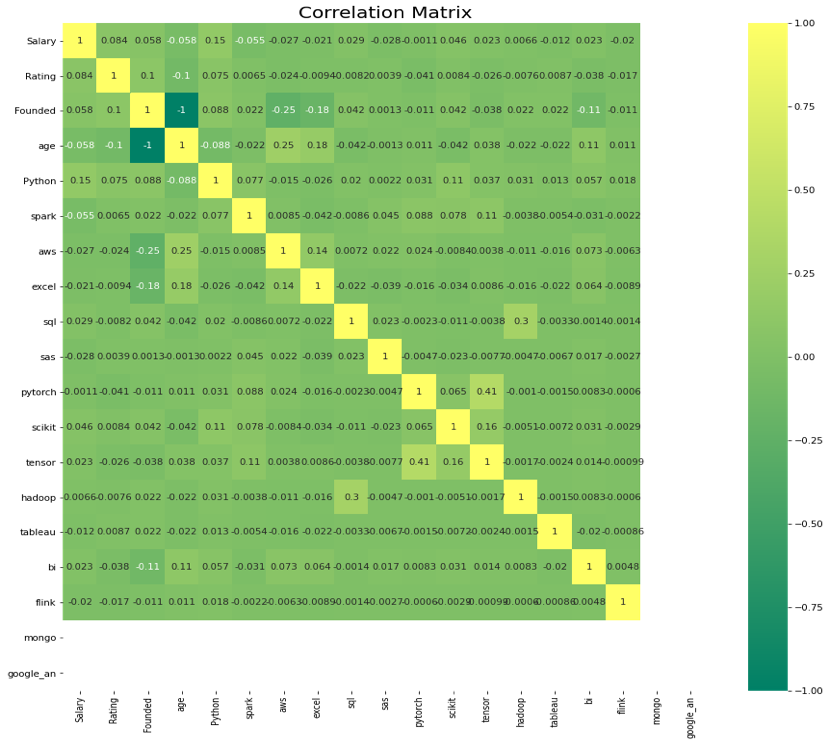 Correlation Matrix
Salary 1 0.084 0.058 -0.058 0.15 -0.055 -0.027 -0.021 0.029 -0.028 -0.0011 0.046 0.023 0.0066 -0.012 0.023 -0.02
Rating 0.084 1 0.1 -0.1 0.075 0.0065 -0.024 -0.0094 -0.0082 0.0039 -0.041 0.0084 -0.026 -0.0076 0.0087 -0.038 -0.017
Founded 0.058 0.1 1 -1 0.088 0.022 -0.25 -0.18 0.042 0.0013 -0.011 0.042 -0.038 0.022 0.022 -0.11 -0.011
age -0.058 -0.1 -1 1 -0.088 -0.022 0.25 0.18 -0.042 -0.0013 0.011 -0.042 0.038 -0.022 -0.022 0.11 0.011
Python 0.15 0.075 0.088 -0.088 1 0.077 -0.015 -0.026 0.02 0.0022 0.031 0.11 0.037 0.031 0.013 0.057 0.018
spark -0.055 0.0065 0.022 -0.022 0.077 1 0.0085 -0.042 -0.0086 0.045 0.088 0.078 0.11 -0.0038 -0.0054 -0.031 -0.0022
aws -0.027 -0.024 -0.25 0.25 -0.015 0.0085 1 0.14 0.0072 0.022 0.024 -0.0084 0.0038 -0.011 -0.016 0.073 -0.0063
excel -0.021 -0.0094 -0.18 0.18 -0.026 -0.042 0.14 1 -0.022 -0.039 -0.016 -0.034 0.0086 -0.016 -0.022 0.064 -0.0089
sql 0.029 -0.0082 0.042 -0.042 0.02 -0.0086 0.0072 -0.022 1 0.023 -0.0023 -0.011 -0.0038 0.3 -0.0033 -0.0014 -0.0014
sas -0.028 0.0039 0.0013 -0.0013 0.0022 0.045 0.022 -0.039 0.023 1 -0.0047 -0.023 -0.0077 -0.0047 -0.0067 0.017 -0.0027
pytorch -0.0011 -0.041 -0.011 0.011 0.031 0.088 0.024 -0.016 -0.0023 -0.0047 1 0.065 0.41 -0.001 -0.0015 0.0083 -0.0006
scikit 0.046 0.0084 0.042 -0.042 0.11 0.078 -0.0084 -0.034 -0.011 -0.023 0.065 1 0.16 -0.0051 -0.0072 0.031 -0.0029
tensor 0.023 -0.026 -0.038 0.038 0.037 0.11 0.0038 0.0086 -0.0038 -0.0077 0.41 0.16 1 -0.0017 -0.0024 0.014 -0.00099
hadoop 0.0066 -0.0076 0.022 -0.022 0.031 -0.0038 -0.011 -0.016 0.3 -0.0047 -0.001 -0.0051 -0.0017 1 -0.0015 0.0083 -0.0006
tableau -0.012 0.0087 0.022 -0.022 0.013 -0.0054 -0.016 -0.022 -0.0033 -0.0067 -0.0015 -0.0072 -0.0024 -0.0015 1 -0.02 -0.00086
bi 0.023 -0.038 -0.11 0.11 0.057 -0.031 0.073 0.064 -0.0014 0.017 0.0083 0.031 0.014 0.0083 -0.02 1 0.0048
flink -0.02 -0.017 -0.011 0.011 0.018 -0.0022 -0.0063 -0.0089 -0.0014 -0.0027 -0.0006 -0.0029 -0.00099 -0.0006 -0.00086 0.0048 1
mongo
google_an
Salary Rating Founded age Python spark aws excel sql sas pytorch scikit tensor hadoop tableau bi flink mongo google_an
1.00
0.75
0.50
0.25
0.00
−0.25
−0.50
−0.75
−1.00